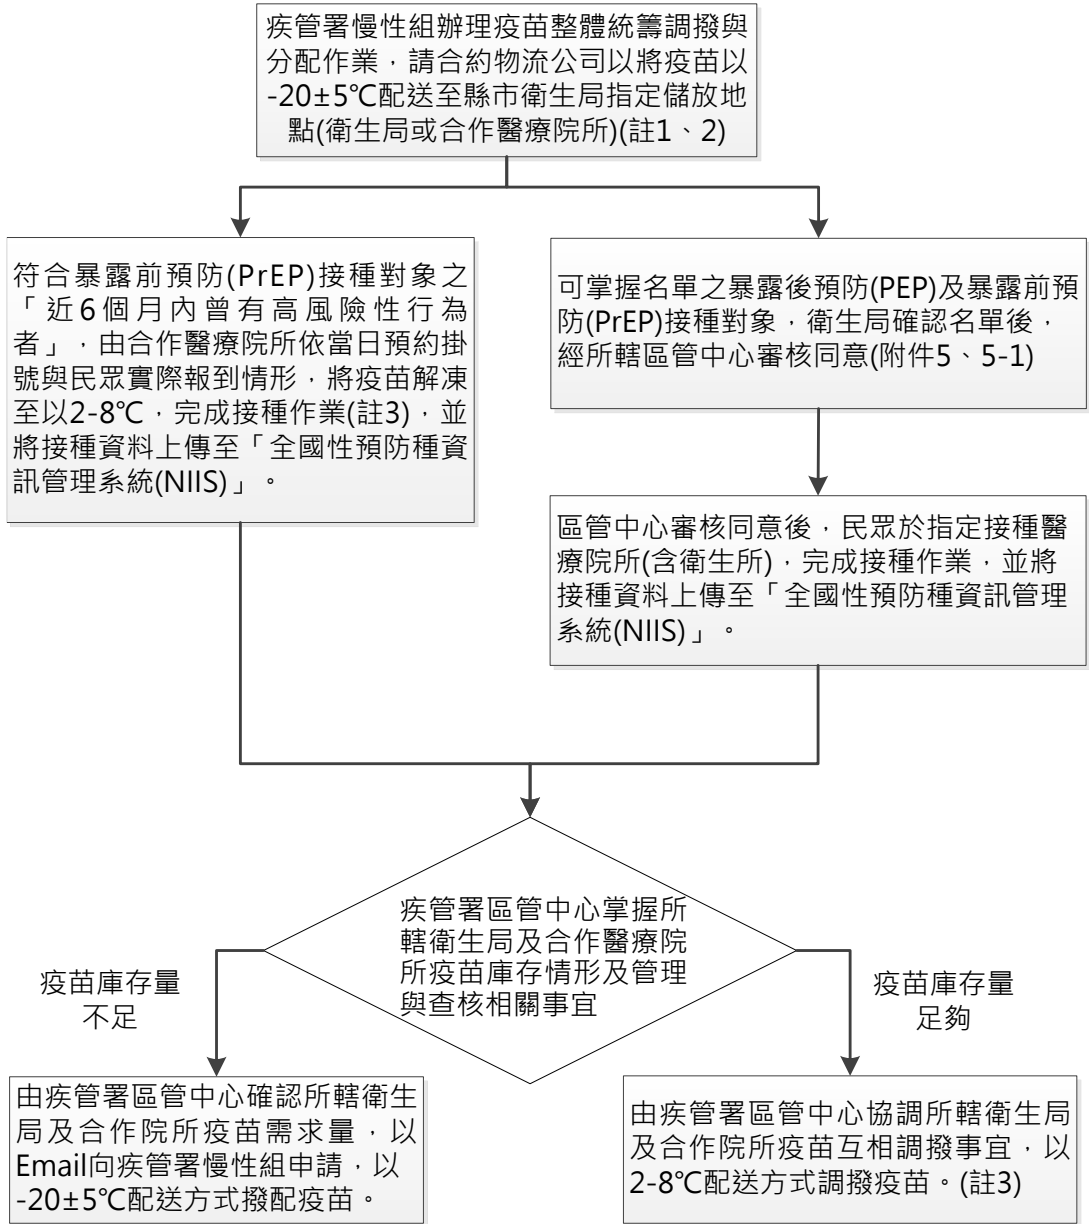 疾管署慢性組辦理疫苗整體統籌調撥與
分配作業，請合約物流公司以將疫苗以
-20±5℃配送至縣市衛生局指定儲放地
點(衛生局或合作醫療院所)(註1、2)
符合暴露前預防(PrEP)接種對象之
「近6個月內曾有高風險性行為
者」，由合作醫療院所依當日預約掛
號與民眾實際報到情形，將疫苗解凍
至以2-8℃，完成接種作業(註3)，並
將接種資料上傳至「全國性預防種資
訊管理系統(NIIS)」。
可掌握名單之暴露後預防(PEP)及暴露前預
防(PrEP)接種對象，衛生局確認名單後，
經所轄區管中心審核同意(附件5、5-1)
區管中心審核同意後，民眾於指定接種醫
療院所(含衛生所)，完成接種作業，並將
接種資料上傳至「全國性預防種資訊管理
系統(NIIS)」。
疾管署區管中心掌握所
轄衛生局及合作醫療院
所疫苗庫存情形及管理
與查核相關事宜
疫苗庫存量
不足
疫苗庫存量
足夠
由疾管署區管中心確認所轄衛生
局及合作院所疫苗需求量，以
Email向疾管署慢性組申請，以
-20±5℃配送方式撥配疫苗。
由疾管署區管中心協調所轄衛生局
及合作院所疫苗互相調撥事宜，以
2-8℃配送方式調撥疫苗。(註3)